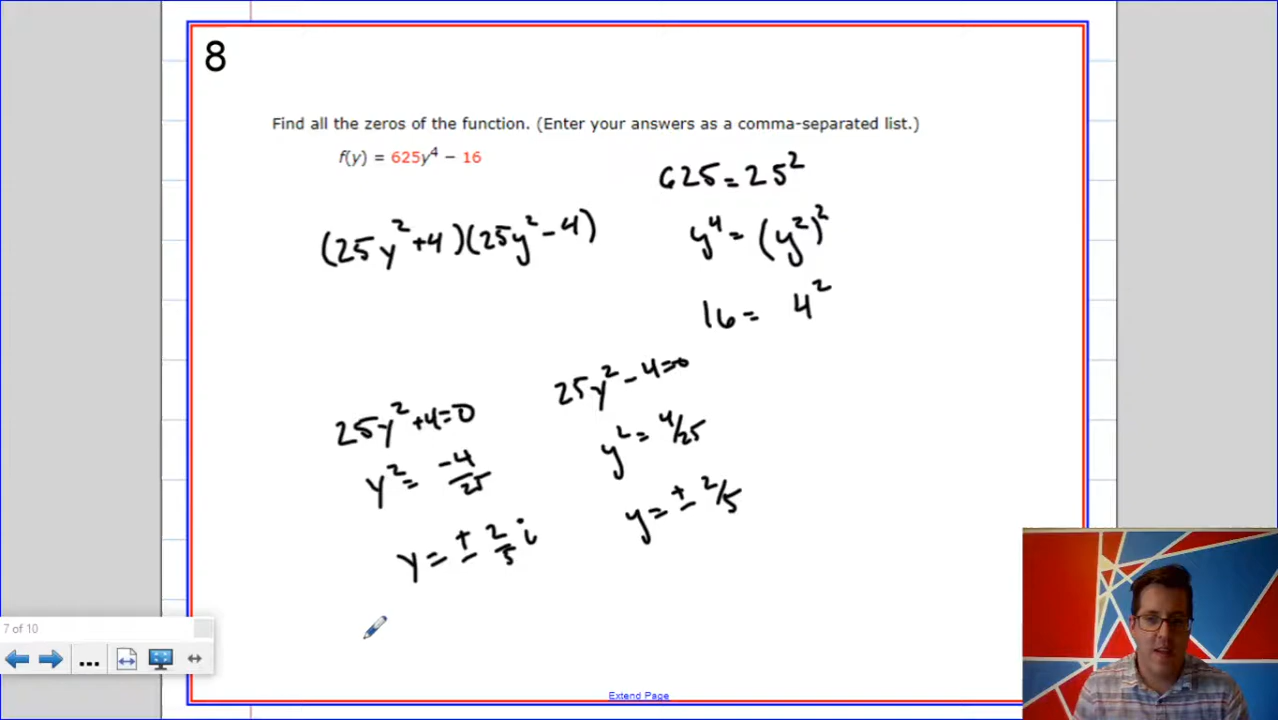 8
Find all the zeros of the function. (Enter your answers as a comma-separated list.)
f(y) = 625y⁴ − 16
625 = 25²
(25y²+4)(25y²−4)
y⁴ = (y²)²
16 = 4²
25y²+4=0
y² = -4/25
y = ± 2/5 i
25y²−4=0
y² = 4/25
y = ± 2/5
7 of 10
...
Extend Page